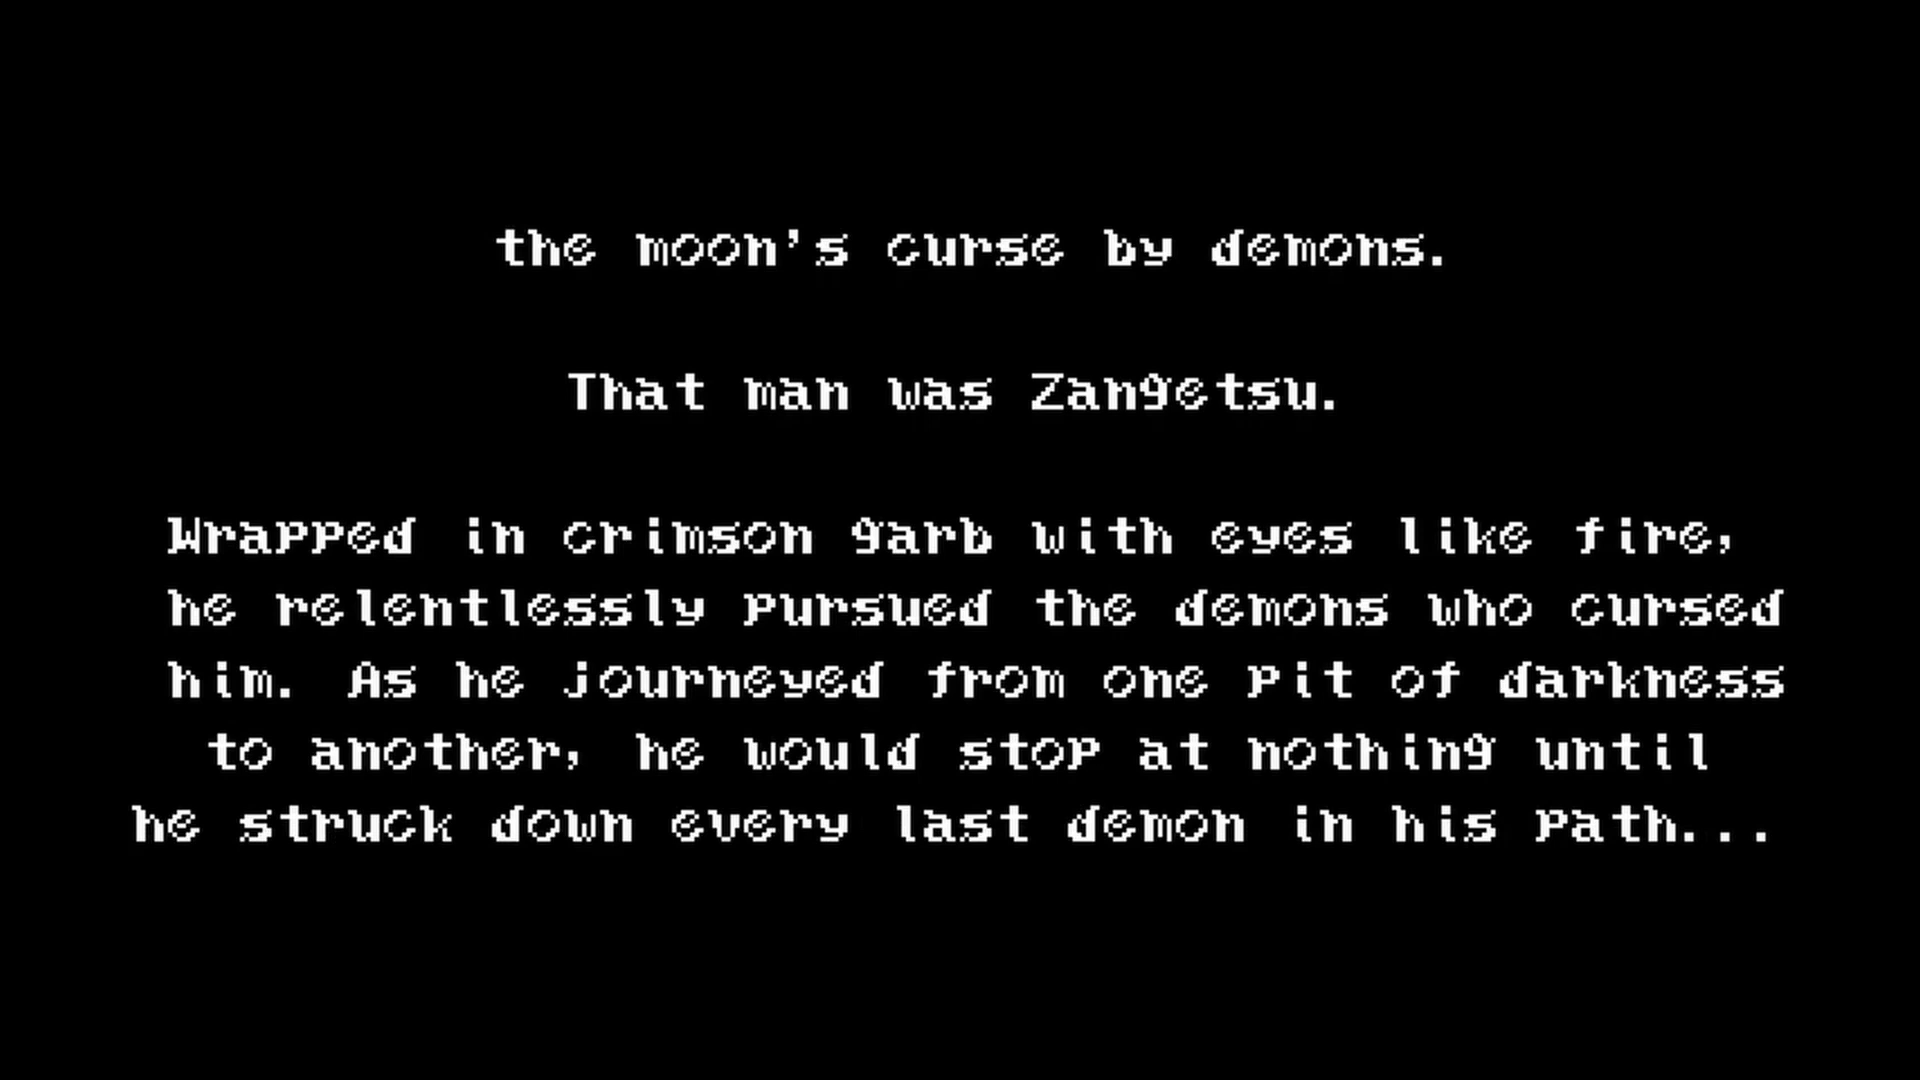 the moon's curse by demons.
That man was Zangetsu.
Wrapped in crimson garb with eyes like fire,
he relentlessly pursued the demons who cursed
him. As he journeyed from one pit of darkness
to another, he would stop at nothing until
he struck down every last demon in his path...